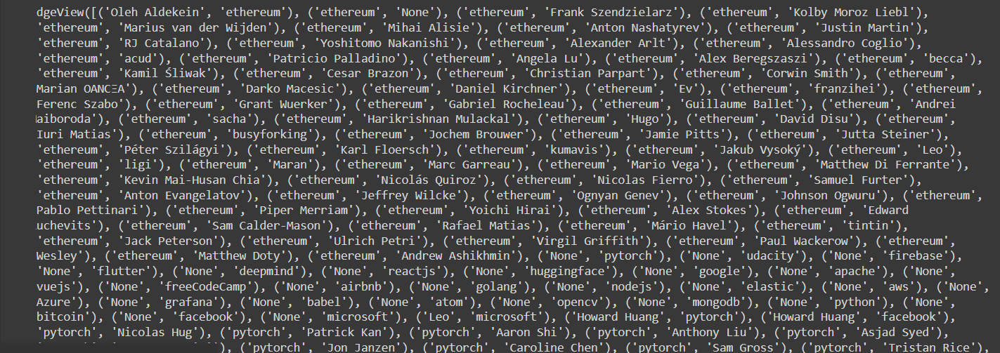 dgeView([('Oleh Aldekein', 'ethereum'), ('ethereum', 'None'), ('ethereum', 'Frank Szendzielarz'), ('ethereum', 'Kolby Moroz Liebl'),
'ethereum', 'Marius van der Wijden'), ('ethereum', 'Mihai Alisie'), ('ethereum', 'Anton Nashatyrev'), ('ethereum', 'Justin Martin'),
'ethereum', 'RJ Catalano'), ('ethereum', 'Yoshitomo Nakanishi'), ('ethereum', 'Alexander Arlt'), ('ethereum', 'Alessandro Coglio'),
'ethereum', 'acud'), ('ethereum', 'Patricio Palladino'), ('ethereum', 'Angela Lu'), ('ethereum', 'Alex Beregszaszi'), ('ethereum', 'becca'),
'ethereum', 'Kamil Śliwak'), ('ethereum', 'Cesar Brazon'), ('ethereum', 'Christian Parpart'), ('ethereum', 'Corwin Smith'), ('ethereum',
Marian OANCΞA'), ('ethereum', 'Darko Macesic'), ('ethereum', 'Daniel Kirchner'), ('ethereum', 'Ev'), ('ethereum', 'franzihei'), ('ethereum',
Ferenc Szabo'), ('ethereum', 'Grant Wuerker'), ('ethereum', 'Gabriel Rocheleau'), ('ethereum', 'Guillaume Ballet'), ('ethereum', 'Andrei
aiboroda'), ('ethereum', 'sacha'), ('ethereum', 'Harikrishnan Mulackal'), ('ethereum', 'Hugo'), ('ethereum', 'David Disu'), ('ethereum',
Iuri Matias'), ('ethereum', 'busyforking'), ('ethereum', 'Jochem Brouwer'), ('ethereum', 'Jamie Pitts'), ('ethereum', 'Jutta Steiner'),
'ethereum', 'Péter Szilágyi'), ('ethereum', 'Karl Floersch'), ('ethereum', 'kumavis'), ('ethereum', 'Jakub Vysoký'), ('ethereum', 'Leo'),
'ethereum', 'ligi'), ('ethereum', 'Maran'), ('ethereum', 'Marc Garreau'), ('ethereum', 'Mario Vega'), ('ethereum', 'Matthew Di Ferrante'),
'ethereum', 'Kevin Mai-Husan Chia'), ('ethereum', 'Nicolás Quiroz'), ('ethereum', 'Nicolas Fierro'), ('ethereum', 'Samuel Furter'),
'ethereum', 'Anton Evangelatov'), ('ethereum', 'Jeffrey Wilcke'), ('ethereum', 'Ognyan Genev'), ('ethereum', 'Johnson Ogwuru'), ('ethereum',
Pablo Pettinari'), ('ethereum', 'Piper Merriam'), ('ethereum', 'Yoichi Hirai'), ('ethereum', 'Alex Stokes'), ('ethereum', 'Edward
uchevits'), ('ethereum', 'Sam Calder-Mason'), ('ethereum', 'Rafael Matias'), ('ethereum', 'Mário Havel'), ('ethereum', 'tintin'),
'ethereum', 'Jack Peterson'), ('ethereum', 'Ulrich Petri'), ('ethereum', 'Virgil Griffith'), ('ethereum', 'Paul Wackerow'), ('ethereum',
Wesley'), ('ethereum', 'Matthew Doty'), ('ethereum', 'Andrew Ashikhmin'), ('None', 'pytorch'), ('None', 'udacity'), ('None', 'firebase'),
'None', 'flutter'), ('None', 'deepmind'), ('None', 'reactjs'), ('None', 'huggingface'), ('None', 'google'), ('None', 'apache'), ('None',
vuejs'), ('None', 'freeCodeCamp'), ('None', 'airbnb'), ('None', 'golang'), ('None', 'nodejs'), ('None', 'elastic'), ('None', 'aws'), ('None',
Azure'), ('None', 'grafana'), ('None', 'babel'), ('None', 'atom'), ('None', 'opencv'), ('None', 'mongodb'), ('None', 'python'), ('None',
bitcoin'), ('None', 'facebook'), ('None', 'microsoft'), ('Leo', 'microsoft'), ('Howard Huang', 'pytorch'), ('Howard Huang', 'facebook'),
'pytorch', 'Nicolas Hug'), ('pytorch', 'Patrick Kan'), ('pytorch', 'Aaron Shi'), ('pytorch', 'Anthony Liu'), ('pytorch', 'Asjad Syed'),
), ('pytorch', 'Jon Janzen'), ('pytorch', 'Caroline Chen'), ('pytorch', 'Sam Gross'), ('pytorch', 'Tristan Rice'),